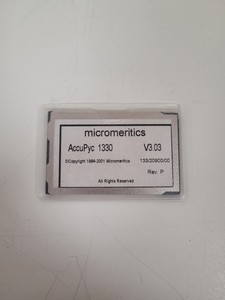 micromeritics
AccuPyc 1330 V3.03
©Copyright 1994-2001 Micromeritics
133/20900/00
Rev. P
All Rights Reserved